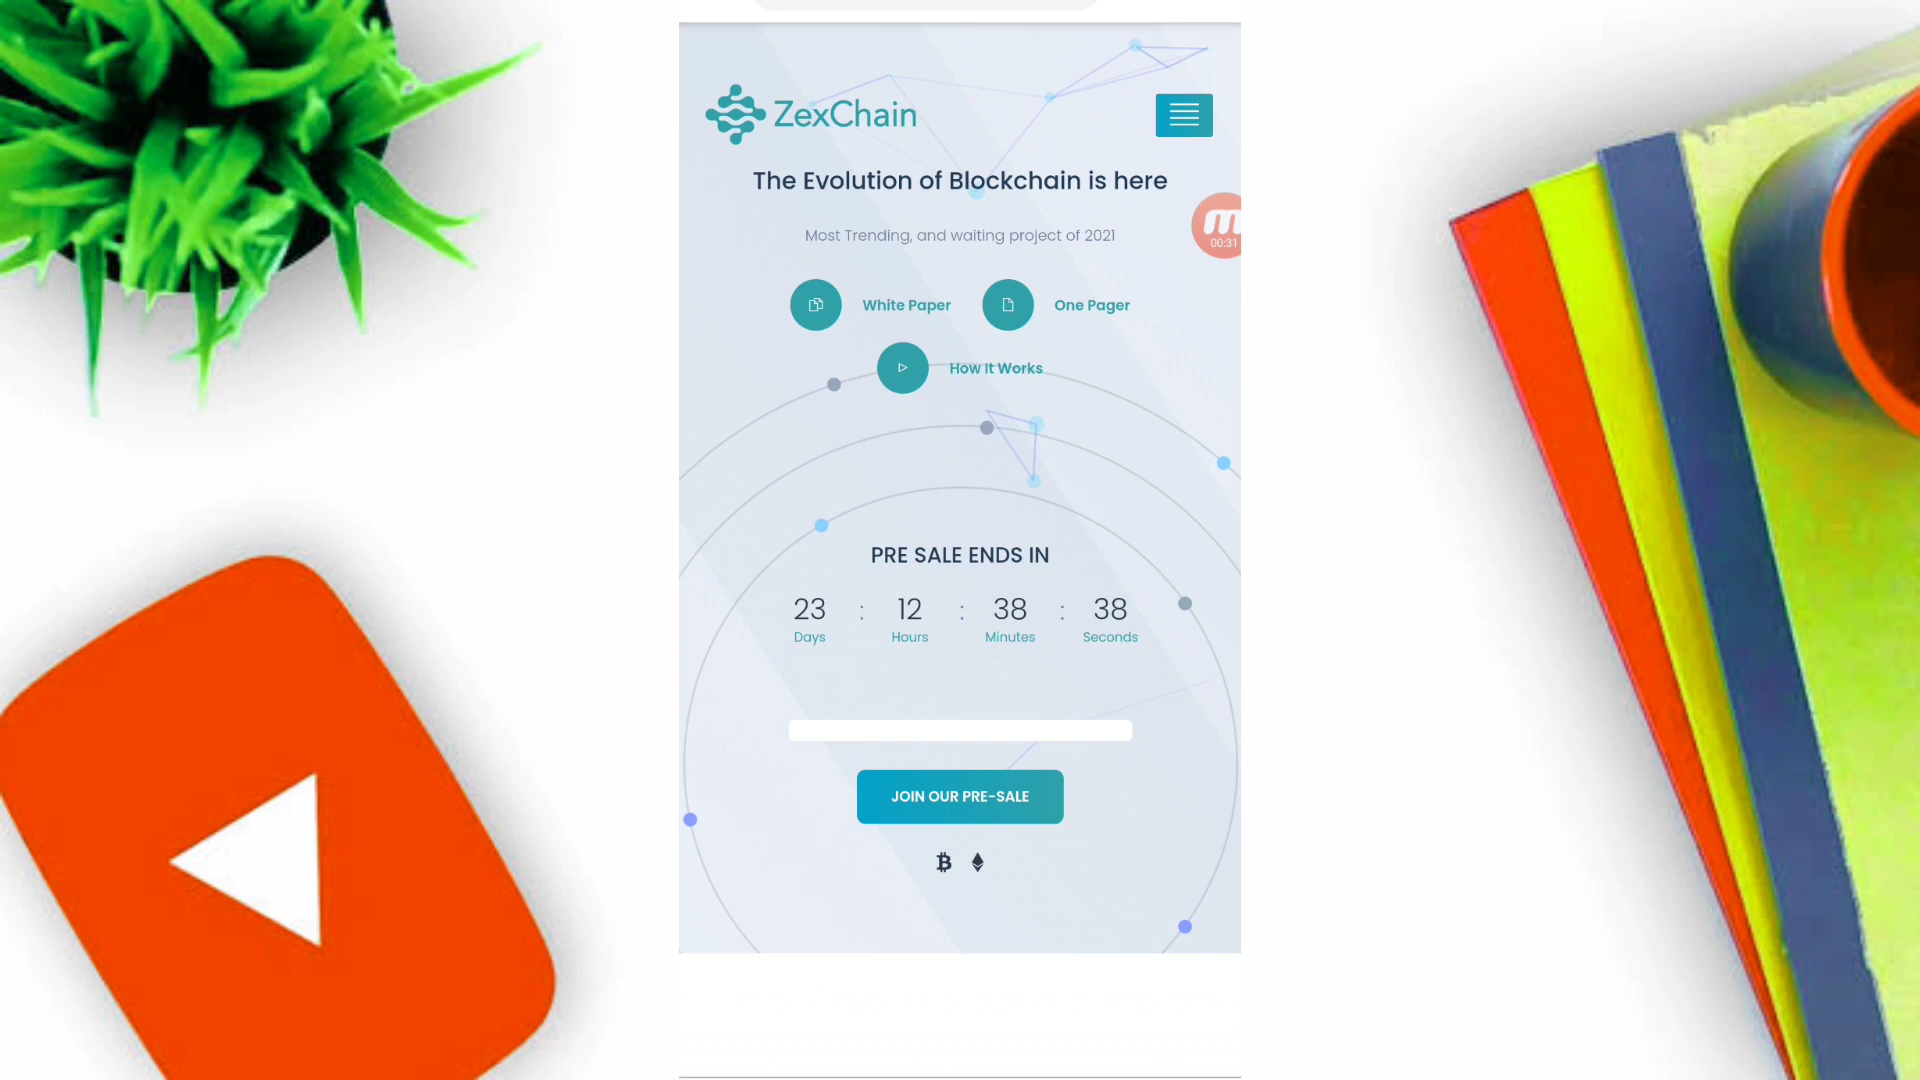 ZexChain
The Evolution of Blockchain is here
Most Trending, and waiting project of 2021
00:31
White Paper
One Pager
How It Works
PRE SALE ENDS IN
23 : 12 : 38 : 38
Days Hours Minutes Seconds
JOIN OUR PRE-SALE